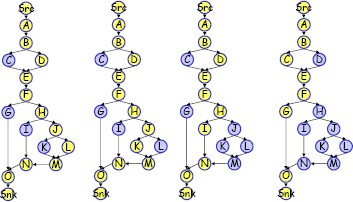 Src Src Src Src
A A A A
B B B B
C D C D C D C D
E E E E
F F F F
G H G H G H G H
I J I J I J I J
K L K L K L K L
O N M O N M O N M O N M
Snk Snk Snk Snk